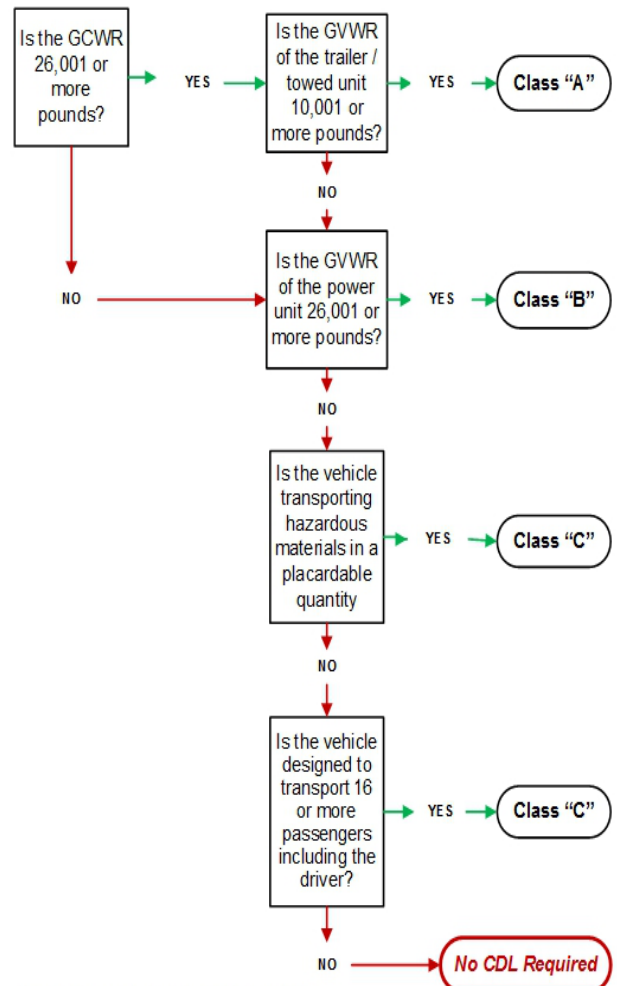 Is the GCWR
26,001 or
more
pounds?
YES
Is the GVWR
of the trailer /
towed unit
10,001 or
more pounds?
YES
Class “A”
NO
NO
Is the GVWR
of the power
unit 26,001 or
more pounds?
YES
Class “B”
NO
Is the vehicle
transporting
hazardous
materials in a
placardable
quantity
YES
Class “C”
NO
Is the vehicle
designed to
transport 16
or more
passengers
including the
driver?
YES
Class “C”
NO
No CDL Required